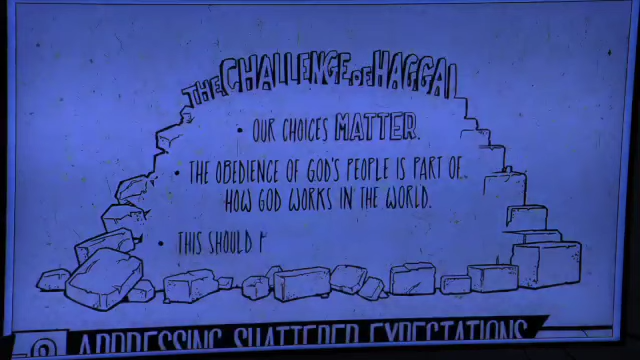 THE CHALLENGE OF HAGGAI
• OUR CHOICES MATTER.
• THE OBEDIENCE OF GOD'S PEOPLE IS PART OF
HOW GOD WORKS IN THE WORLD.
• THIS SHOULD
ADDRESSING SHATTERED EXPECTATIONS